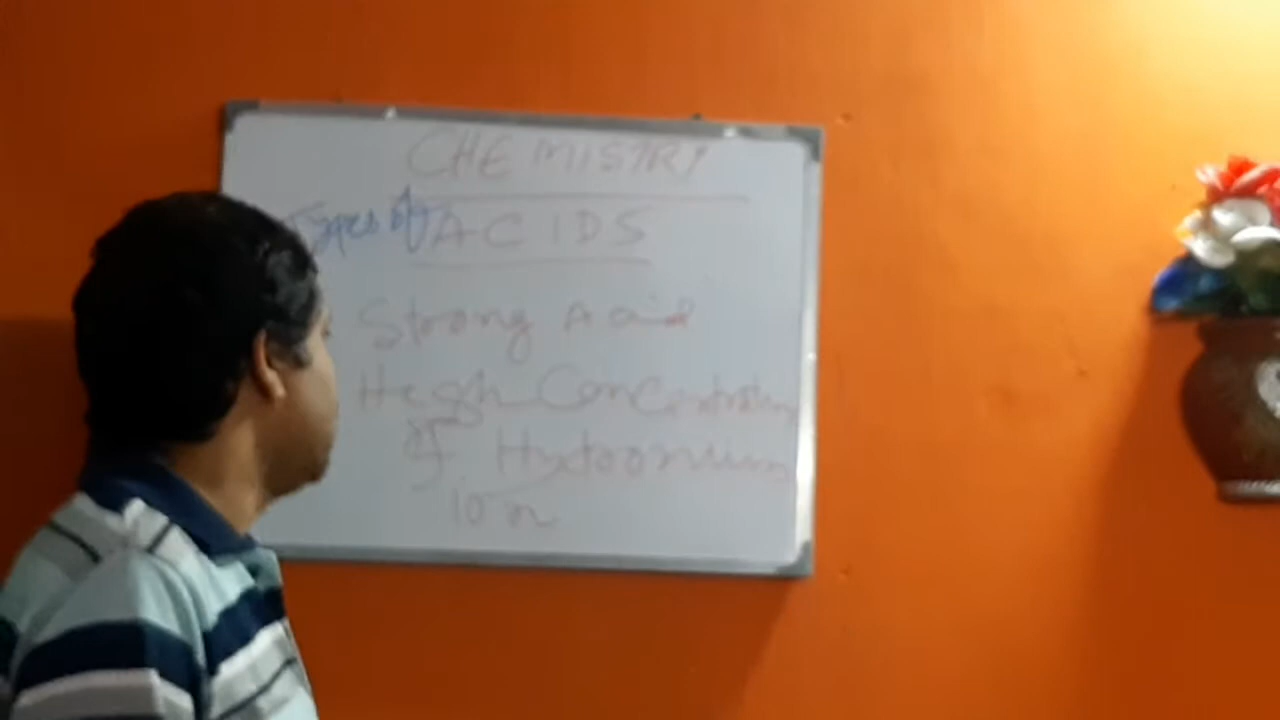 CHEMISTRY
Types of ACIDS
Strong Acid
High Concentration
of Hydronium
ion